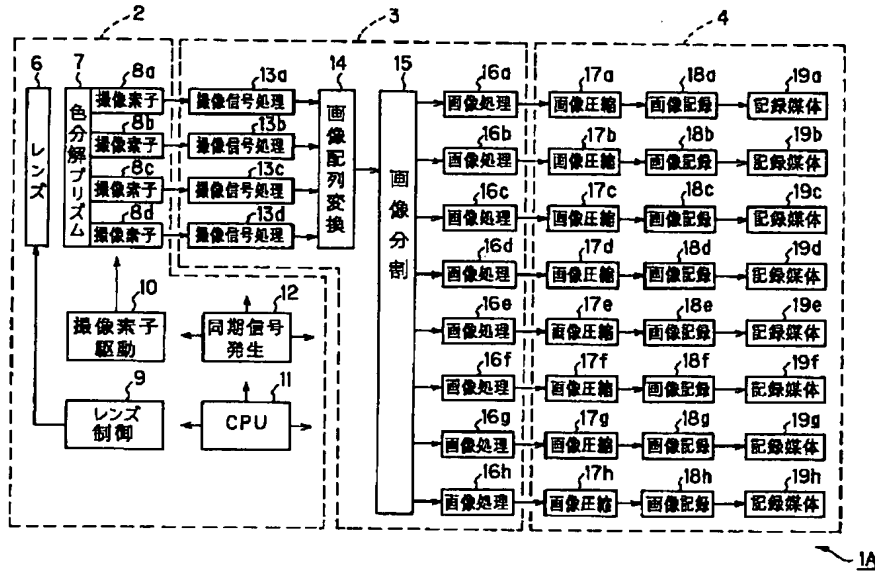 2
3
4
6
7
8a
13a
14
15
16a
17a
18a
19a
レンズ
色分解プリズム
撮像素子
撮像信号処理
画像配列変換
画像分割
画像処理
画像圧縮
画像記録
記録媒体
8b
13b
16b
17b
18b
19b
撮像素子
撮像信号処理
画像処理
画像圧縮
画像記録
記録媒体
8c
13c
16c
17c
18c
19c
撮像素子
撮像信号処理
画像処理
画像圧縮
画像記録
記録媒体
8d
13d
16d
17d
18d
19d
撮像素子
撮像信号処理
画像処理
画像圧縮
画像記録
記録媒体
10
12
16e
17e
18e
19e
撮像素子
駆動
同期信号
発生
画像処理
画像圧縮
画像記録
記録媒体
16f
17f
18f
19f
画像処理
画像圧縮
画像記録
記録媒体
9
11
16g
17g
18g
19g
レンズ
制御
CPU
画像処理
画像圧縮
画像記録
記録媒体
16h
17h
18h
19h
画像処理
画像圧縮
画像記録
記録媒体
1A